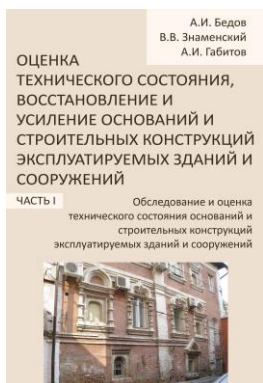 А.И. Бедов
В.В. Знаменский
А.И. Габитов
ОЦЕНКА
ТЕХНИЧЕСКОГО СОСТОЯНИЯ,
ВОССТАНОВЛЕНИЕ И
УСИЛЕНИЕ ОСНОВАНИЙ И
СТРОИТЕЛЬНЫХ КОНСТРУКЦИЙ
ЭКСПЛУАТИРУЕМЫХ ЗДАНИЙ И
СООРУЖЕНИЙ
ЧАСТЬ I
Обследование и оценка
технического состояния оснований и
строительных конструкций
эксплуатируемых зданий и сооружений